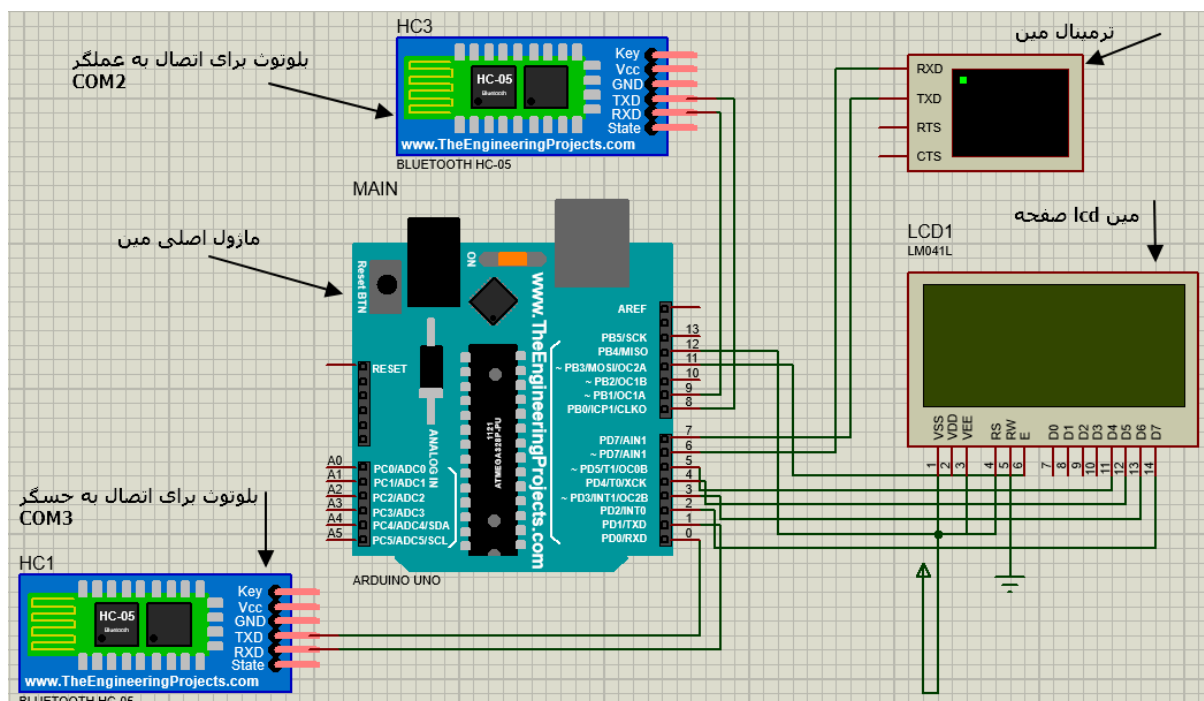 HC3
بلوتوث برای اتصال به عملگر
COM2
HC-05
Bluetooth
Key
Vcc
GND
TXD
RXD
State
www.TheEngineeringProjects.com
BLUETOOTH HC-05
ترمینال مین
RXD
TXD
RTS
CTS
MAIN
ماژول اصلی مین
Reset BTN
ON
www.TheEngineeringProjects.com
AREF
PB5/SCK
13
PB4/MISO
12
~ PB3/MOSI/OC2A
11
~ PB2/OC1B
10
~ PB1/OC1A
9
PB0/ICP1/CLKO
8
PD7/AIN1
7
~ PD7/AIN1
6
~ PD5/T1/OC0B
5
PD4/T0/XCK
4
~ PD3/INT1/OC2B
3
PD2/INT0
2
PD1/TXD
1
PD0/RXD
0
RESET
1121
ATMEGA328P-PU
ANALOG IN
A0 PC0/ADC0
A1 PC1/ADC1
A2 PC2/ADC2
A3 PC3/ADC3
A4 PC4/ADC4/SDA
A5 PC5/ADC5/SCL
ARDUINO UNO
مین lcd صفحه
LCD1
LM041L
VSS VDD VEE RS RW E D0 D1 D2 D3 D4 D5 D6 D7
1 2 3 4 5 6 7 8 9 10 11 12 13 14
بلوتوث برای اتصال به حسگر
COM3
HC1
HC-05
Bluetooth
Key
Vcc
GND
TXD
RXD
State
www.TheEngineeringProjects.com
BLUETOOTH HC-05